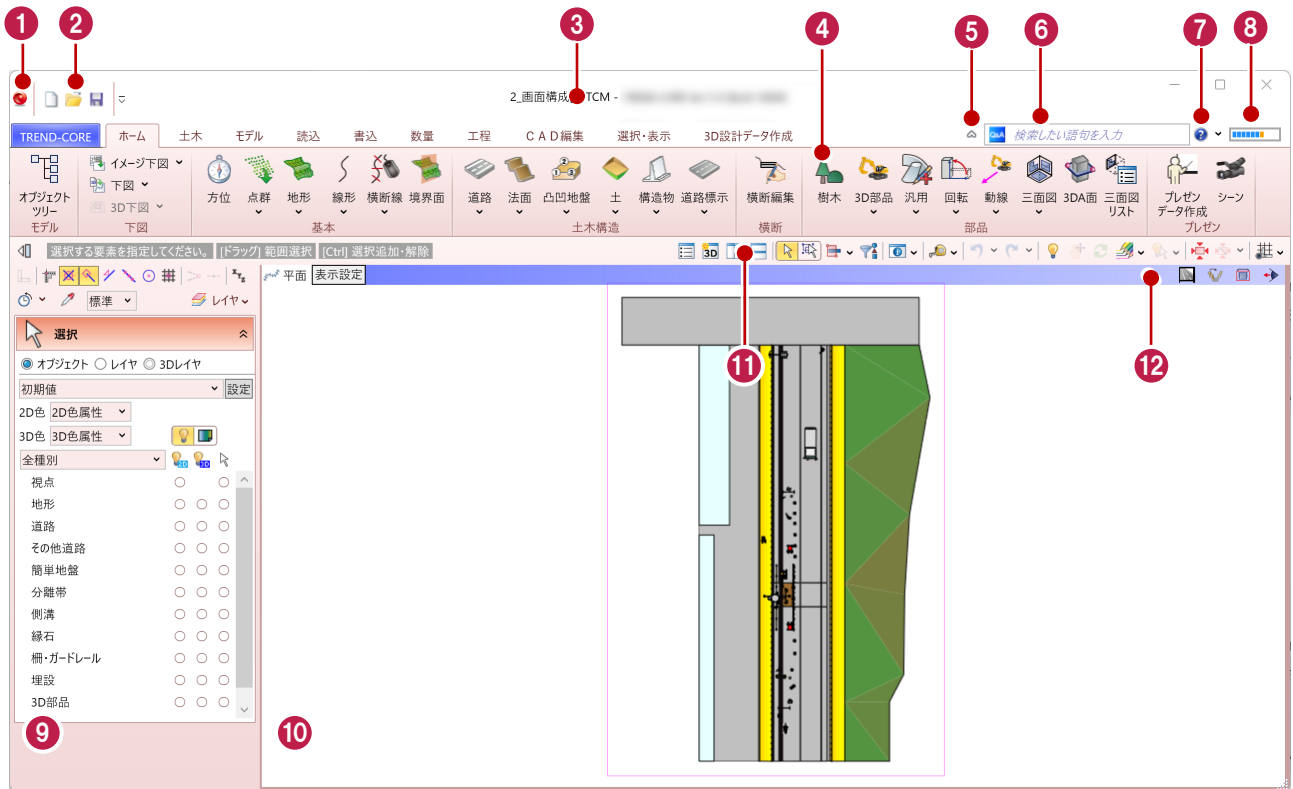 1
2
3
4
5
6
7
8
2_画面構成
TCM -
TREND-CORE
ホーム
土木
モデル
読込
書込
数量
工程
CAD編集
選択・表示
3D設計データ作成
Q&A
検索したい語句を入力
オブジェクト
ツリー
イメージ下図
下図
3D下図
方位
点群
地形
線形
横断線
境界面
道路
法面
凸凹地盤
土
構造物
道路標示
横断編集
樹木
3D部品
汎用
回転
動線
三面図
3DA面
三面図
リスト
プレゼン
データ作成
シーン
モデル
下図
基本
土木構造
横断
部品
プレゼン
選択する要素を指定してください。
[ドラッグ] 範囲選択
[Ctrl] 選択追加・解除
3D
平面
表示設定
標準
レイヤ
選択
オブジェクト
レイヤ
3Dレイヤ
初期値
設定
2D色
2D色属性
3D色
3D色属性
全種別
2D
3D
視点
地形
道路
その他道路
簡単地盤
分離帯
側溝
縁石
柵・ガードレール
埋設
3D部品
9
10
11
12